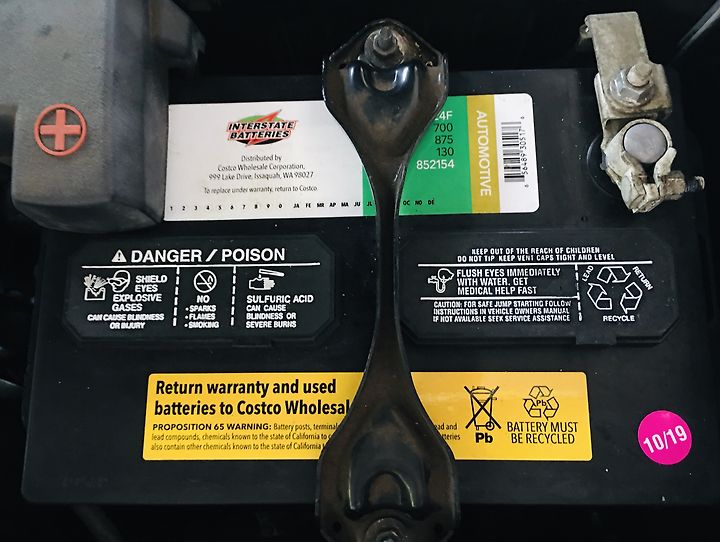 INTERSTATE
BATTERIES
Distributed by
Costco Wholesale Corporation,
999 Lake Drive, Issaquah, WA 98027
To replace under warranty, return to Costco
1 2 3 4 5 6 7 8 9 0 JA FE MR AP MA JU OC NO DE
24F
700
875
130
852154
AUTOMOTIVE
DANGER / POISON
SHIELD
EYES
EXPLOSIVE
GASES
CAN CAUSE BLINDNESS
OR INJURY
NO
•SPARKS
•FLAMES
•SMOKING
SULFURIC ACID
CAN CAUSE
BLINDNESS OR
SEVERE BURNS
KEEP OUT OF THE REACH OF CHILDREN
DO NOT TIP KEEP VENT CAPS TIGHT AND LEVEL
FLUSH EYES IMMEDIATELY
WITH WATER. GET
MEDICAL HELP FAST
CAUTION: FOR SAFE JUMP STARTING FOLLOW
INSTRUCTIONS IN VEHICLE OWNERS MANUAL
IF NOT AVAILABLE SEEK SERVICE ASSISTANCE
LEAD
RETURN
RECYCLE
Return warranty and used
batteries to Costco Wholesal
PROPOSITION 65 WARNING: Battery posts, terminal ead and
lead compounds, chemicals known to the state of California to c tteries
also contain other chemicals known to the state of California
Pb
Pb
BATTERY MUST
BE RECYCLED
10/19